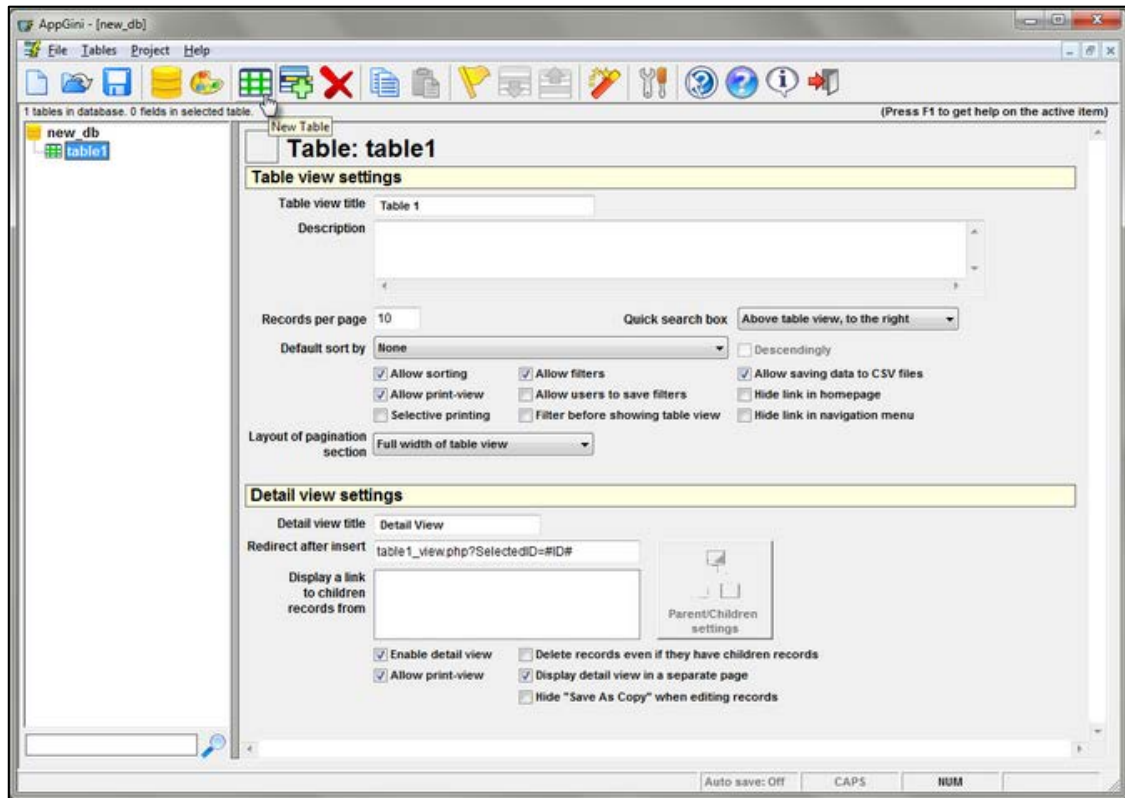 AppGini - [new_db]
File Tables Project Help
1 tables in database. 0 fields in selected table.
(Press F1 to get help on the active item)
New Table
new_db
table1
Table: table1
Table view settings
Table view title Table 1
Description
Records per page 10 Quick search box Above table view, to the right
Default sort by None Descendingly
Allow sorting Allow filters Allow saving data to CSV files
Allow print-view Allow users to save filters Hide link in homepage
Selective printing Filter before showing table view Hide link in navigation menu
Layout of pagination
section Full width of table view
Detail view settings
Detail view title Detail View
Redirect after insert table1_view.php?SelectedID=#ID#
Display a link
to children
records from
Parent/Children
settings
Enable detail view Delete records even if they have children records
Allow print-view Display detail view in a separate page
Hide "Save As Copy" when editing records
Auto save: Off CAPS NUM